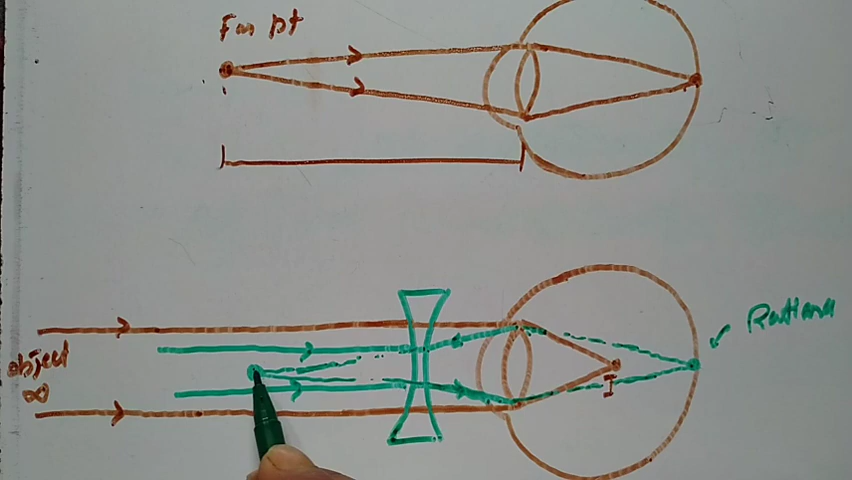 Far pt
object
∞
I
Retina